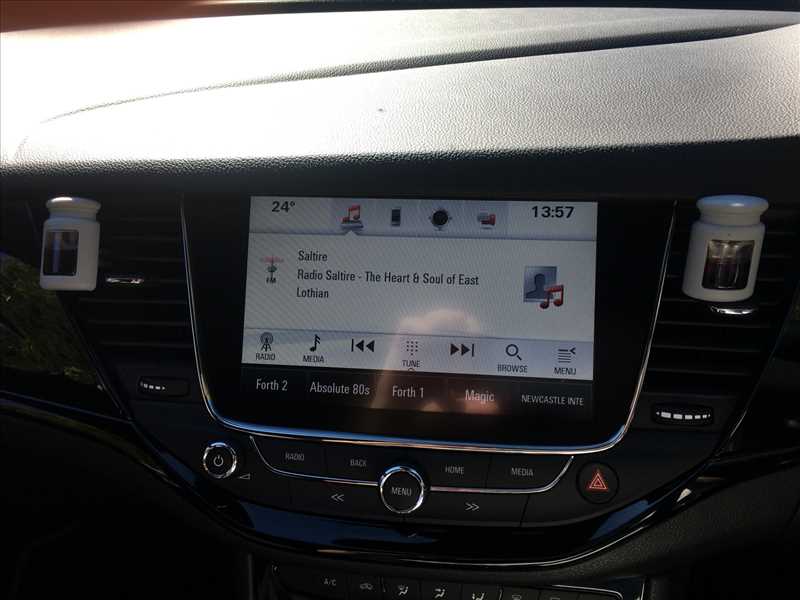 24° 13:57
Saltire
Radio Saltire - The Heart & Soul of East
Lothian
FM
RADIO MEDIA TUNE BROWSE MENU
Forth 2 Absolute 80s Forth 1 Magic NEWCASTLE INTE
RADIO BACK HOME MEDIA
MENU
A/C